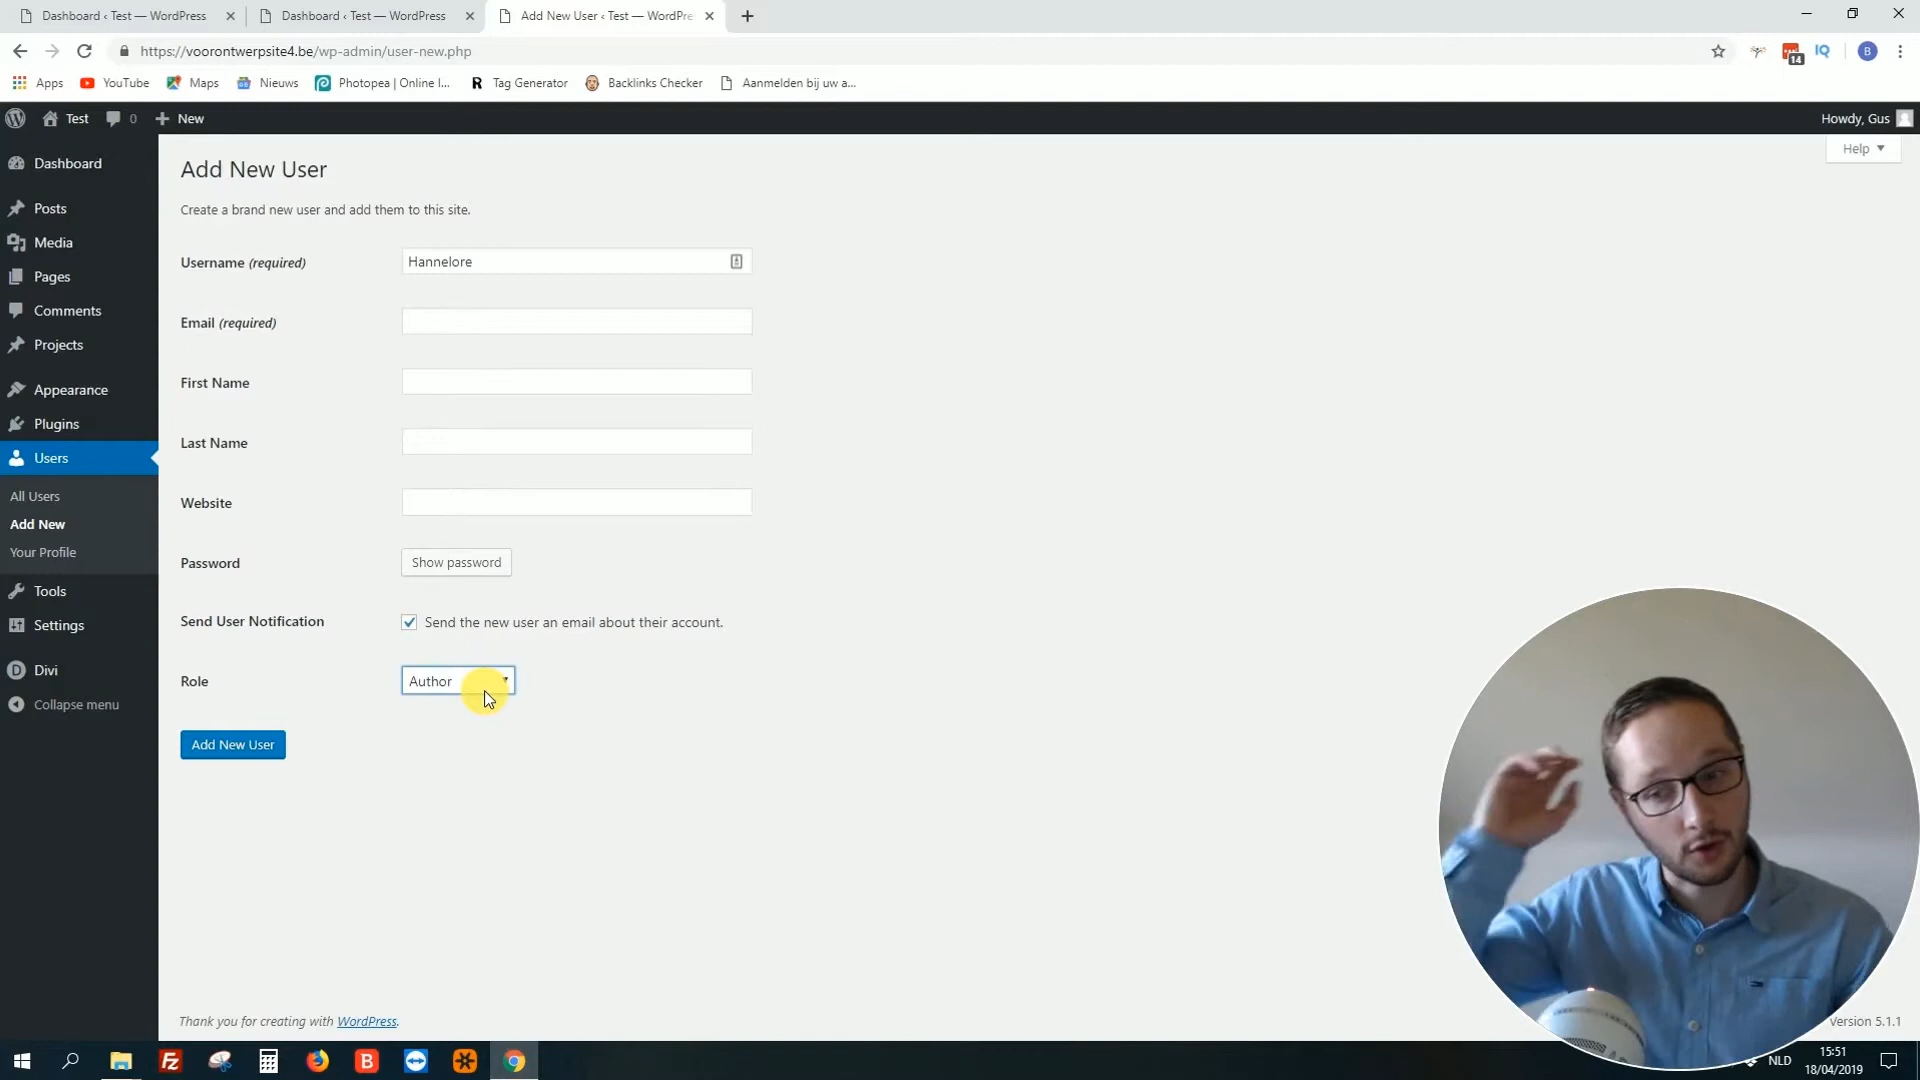 Dashboard ‹ Test — WordPress
Dashboard ‹ Test — WordPress
Add New User ‹ Test — WordPre
https://voorontwerpsite4.be/wp-admin/user-new.php
14
IQ
B
Apps
YouTube
Maps
Nieuws
Photopea | Online I...
R Tag Generator
Backlinks Checker
Aanmelden bij uw a...
Test
0
New
Howdy, Gus
Help
Dashboard
Posts
Media
Pages
Comments
Projects
Appearance
Plugins
Users
All Users
Add New
Your Profile
Tools
Settings
D Divi
Collapse menu
Add New User
Create a brand new user and add them to this site.
Username (required)
Hannelore
Email (required)
First Name
Last Name
Website
Password
Show password
Send User Notification
Send the new user an email about their account.
Role
Author
Add New User
Thank you for creating with WordPress.
Version 5.1.1
Fz
B
NLD
15:51
18/04/2019